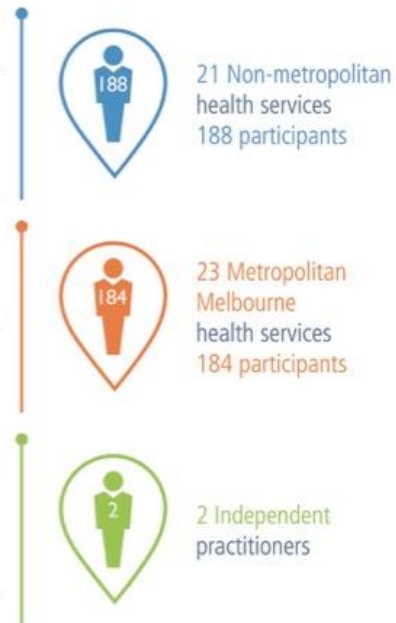 188
21 Non-metropolitan
health services
188 participants
184
23 Metropolitan
Melbourne
health services
184 participants
2
2 Independent
practitioners